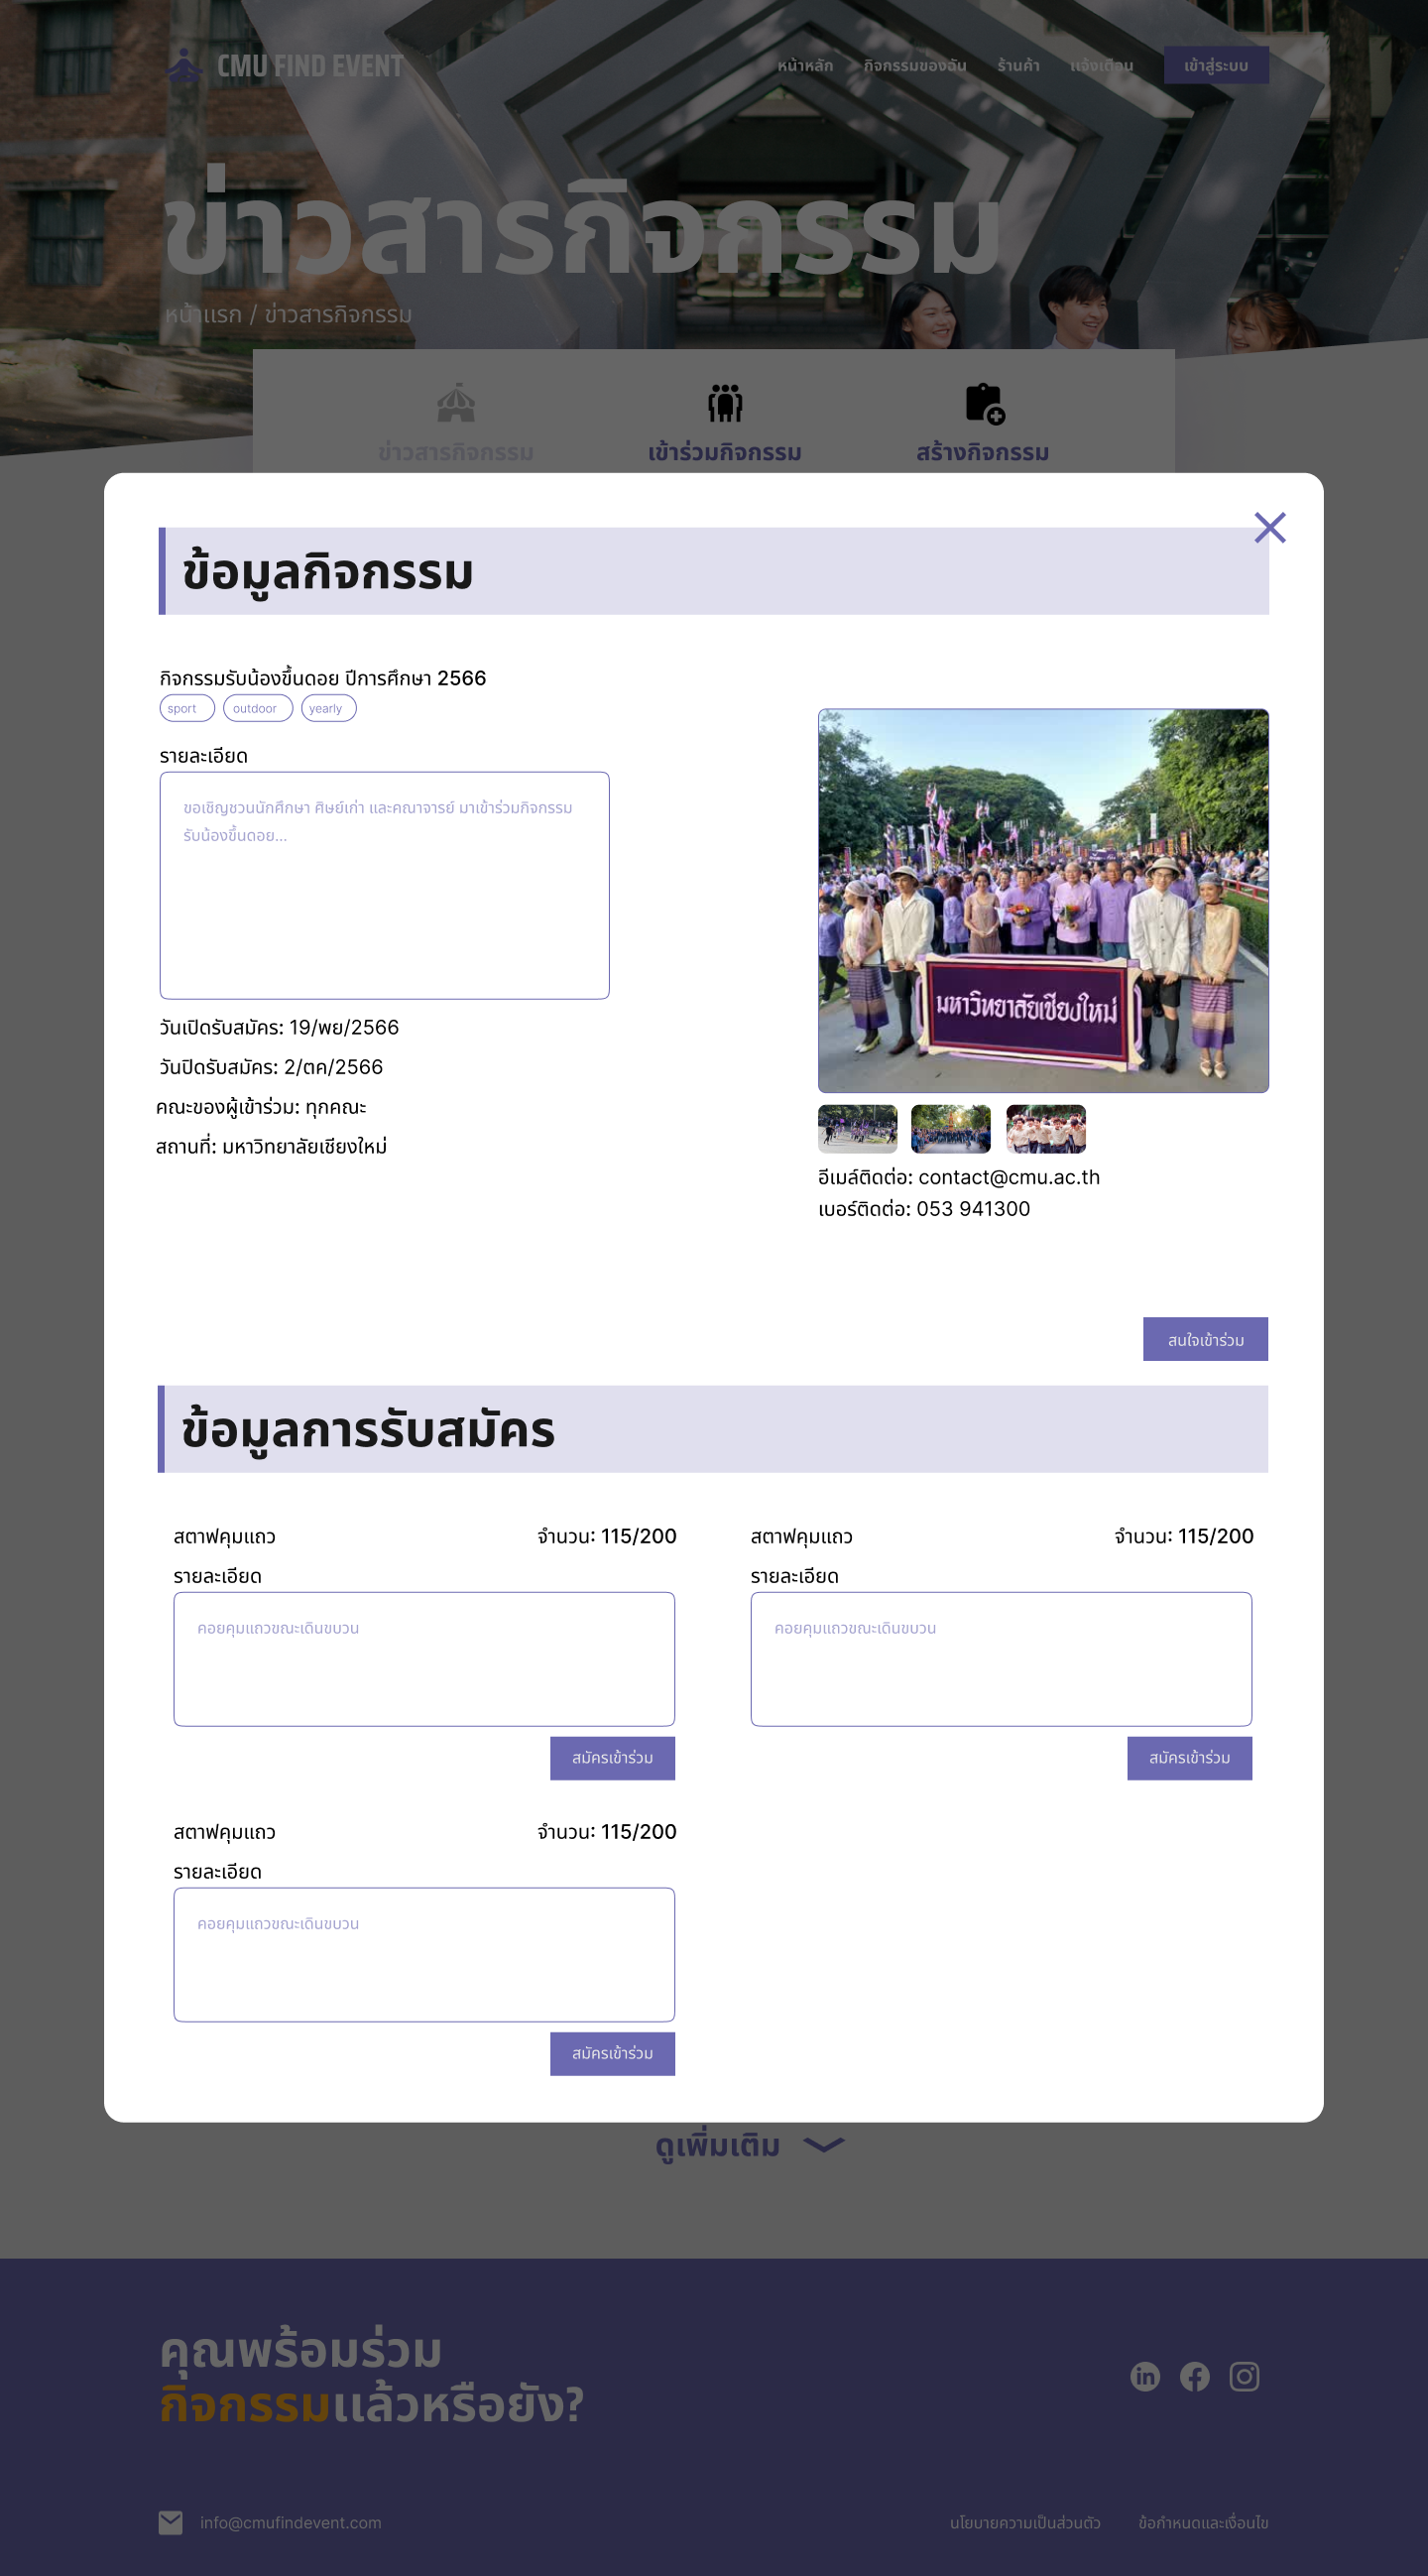 CMU FIND EVENT
หน้าหลัก กิจกรรมของฉัน ร้านค้า แจ้งเตือน เข้าสู่ระบบ
ข่าวสารกิจกรรม
หน้าแรก / ข่าวสารกิจกรรม
ข่าวสารกิจกรรม เข้าร่วมกิจกรรม สร้างกิจกรรม
ข้อมูลกิจกรรม
กิจกรรมรับน้องขึ้นดอย ปีการศึกษา 2566
sport outdoor yearly
รายละเอียด
ขอเชิญชวนนักศึกษา ศิษย์เก่า และคณาจารย์ มาเข้าร่วมกิจกรรม
รับน้องขึ้นดอย...
วันเปิดรับสมัคร: 19/พย/2566
วันปิดรับสมัคร: 2/ตค/2566
คณะของผู้เข้าร่วม: ทุกคณะ
สถานที่: มหาวิทยาลัยเชียงใหม่
มหาวิทยาลัยเชียงใหม่
อีเมล์ติดต่อ: contact@cmu.ac.th
เบอร์ติดต่อ: 053 941300
สนใจเข้าร่วม
ข้อมูลการรับสมัคร
สตาฟคุมแถว จำนวน: 115/200
รายละเอียด
คอยคุมแถวขณะเดินขบวน
สมัครเข้าร่วม
สตาฟคุมแถว จำนวน: 115/200
รายละเอียด
คอยคุมแถวขณะเดินขบวน
สมัครเข้าร่วม
สตาฟคุมแถว จำนวน: 115/200
รายละเอียด
คอยคุมแถวขณะเดินขบวน
สมัครเข้าร่วม
ดูเพิ่มเติม
คุณพร้อมร่วม
กิจกรรมแล้วหรือยัง?
info@cmufindevent.com
นโยบายความเป็นส่วนตัว ข้อกำหนดและเงื่อนไข